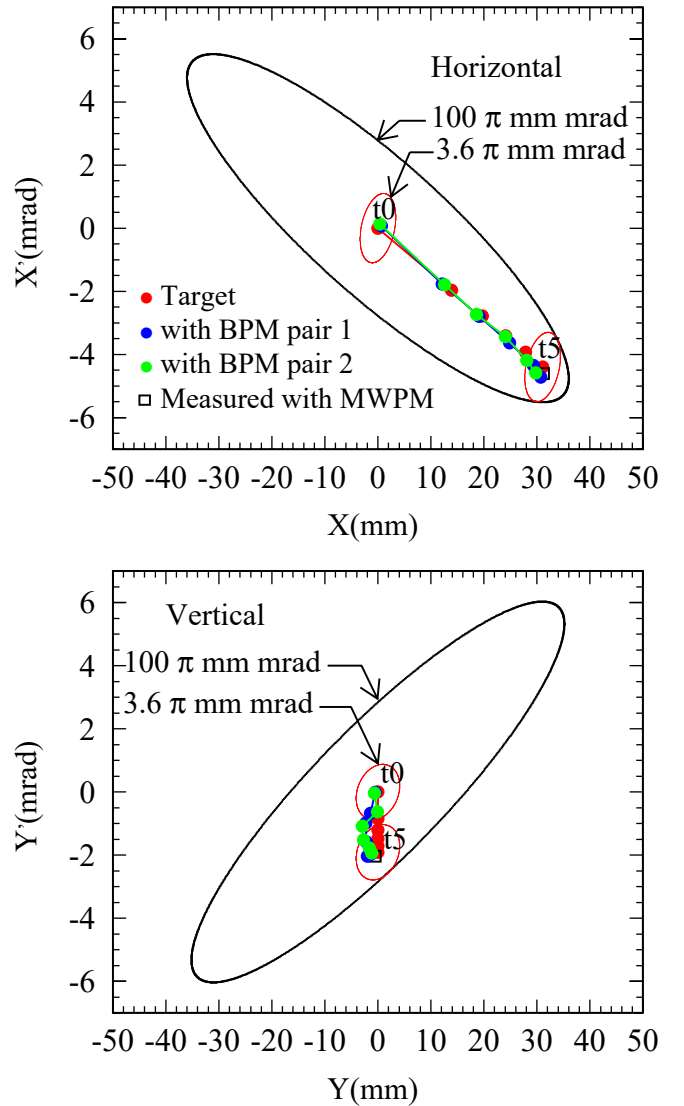 6
4
2
0
-2
-4
-6
X'(mrad)
Horizontal
100 π mm mrad
3.6 π mm mrad
t0
t5
Target
with BPM pair 1
with BPM pair 2
Measured with MWPM
-50 -40 -30 -20 -10 0 10 20 30 40 50
X(mm)
6
4
2
0
-2
-4
-6
Y'(mrad)
Vertical
100 π mm mrad
3.6 π mm mrad
t0
t5
-50 -40 -30 -20 -10 0 10 20 30 40 50
Y(mm)